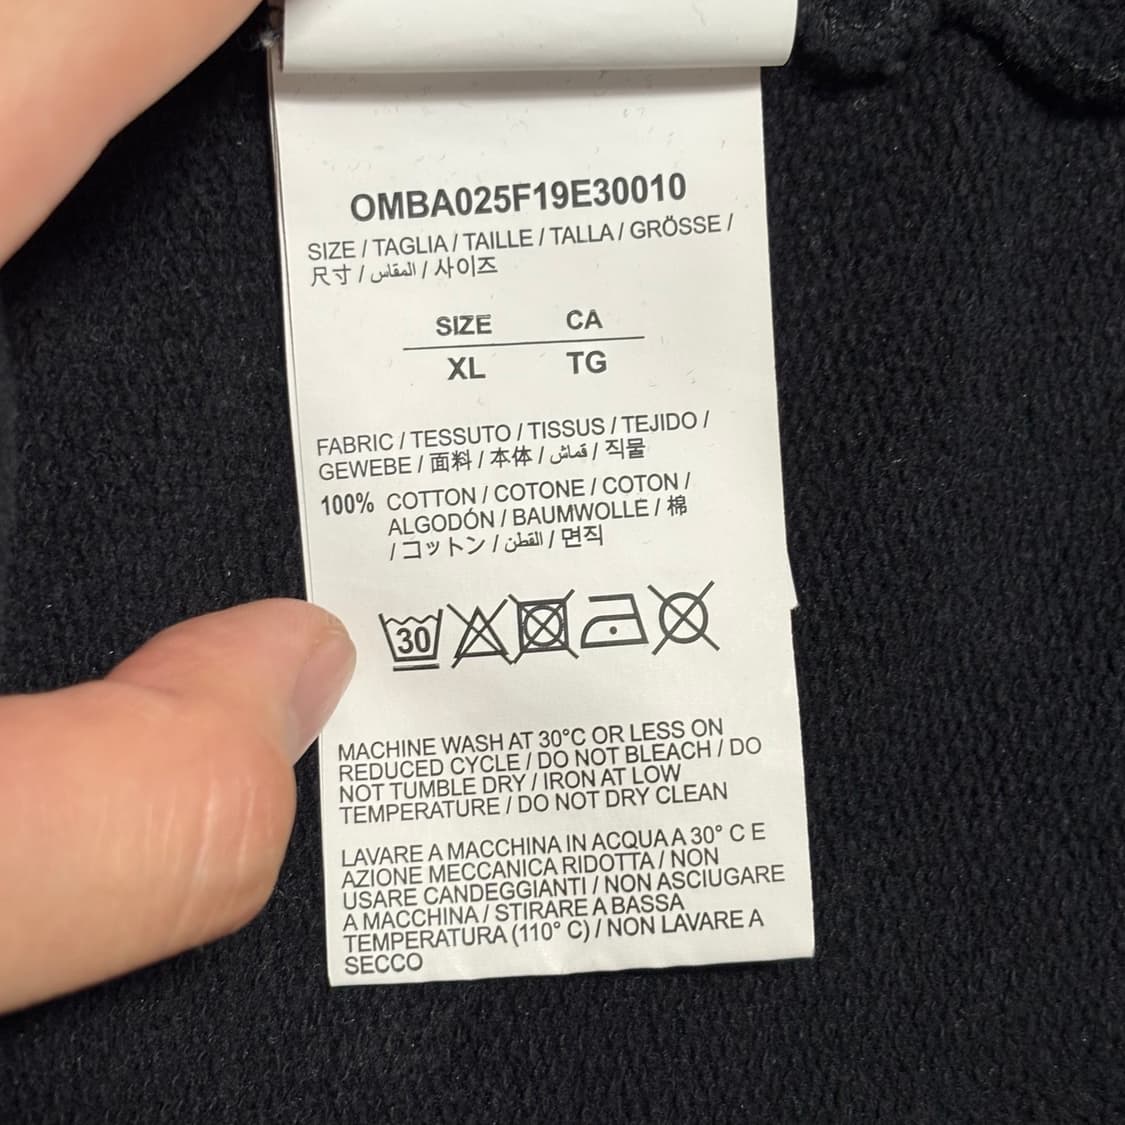 OMBA025F19E30010
SIZE / TAGLIA / TAILLE / TALLA / GRÖSSE /
尺寸 / المقاس / 사이즈
SIZE CA
XL TG
FABRIC / TESSUTO / TISSUS / TEJIDO /
GEWEBE / 面料 / 本体 / قماش / 직물
100% COTTON / COTONE / COTON /
ALGODÓN / BAUMWOLLE / 棉
/ コットン / القطن / 면직
30
MACHINE WASH AT 30°C OR LESS ON
REDUCED CYCLE / DO NOT BLEACH / DO
NOT TUMBLE DRY / IRON AT LOW
TEMPERATURE / DO NOT DRY CLEAN
LAVARE A MACCHINA IN ACQUA A 30° C E
AZIONE MECCANICA RIDOTTA / NON
USARE CANDEGGIANTI / NON ASCIUGARE
A MACCHINA / STIRARE A BASSA
TEMPERATURA (110° C) / NON LAVARE A
SECCO